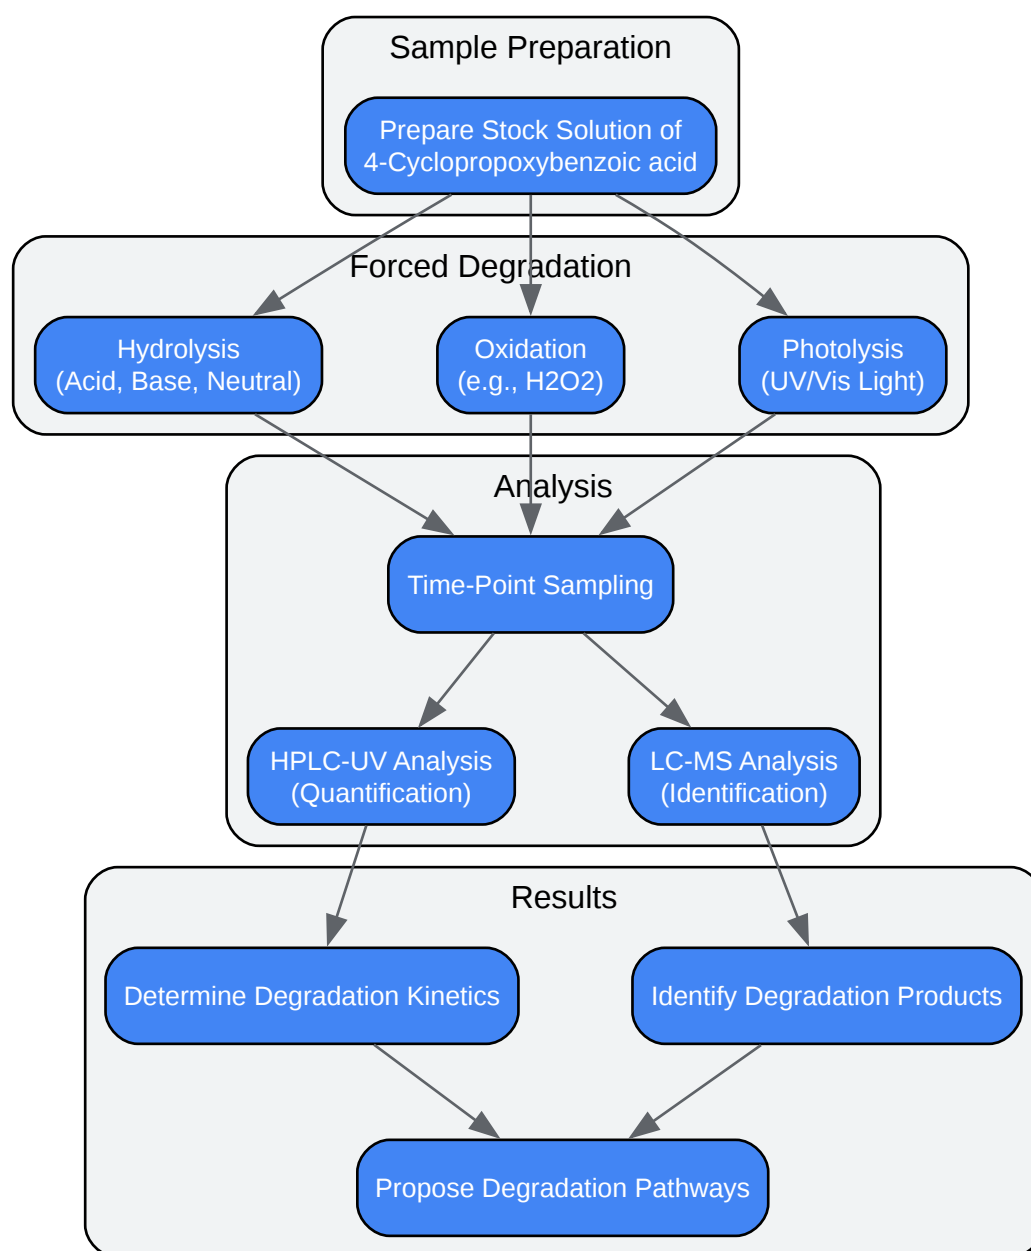 Sample Preparation
Prepare Stock Solution of
4-Cyclopropoxybenzoic acid
Forced Degradation
Hydrolysis
(Acid, Base, Neutral)
Oxidation
(e.g., H2O2)
Photolysis
(UV/Vis Light)
Analysis
Time-Point Sampling
HPLC-UV Analysis
(Quantification)
LC-MS Analysis
(Identification)
Results
Determine Degradation Kinetics
Identify Degradation Products
Propose Degradation Pathways